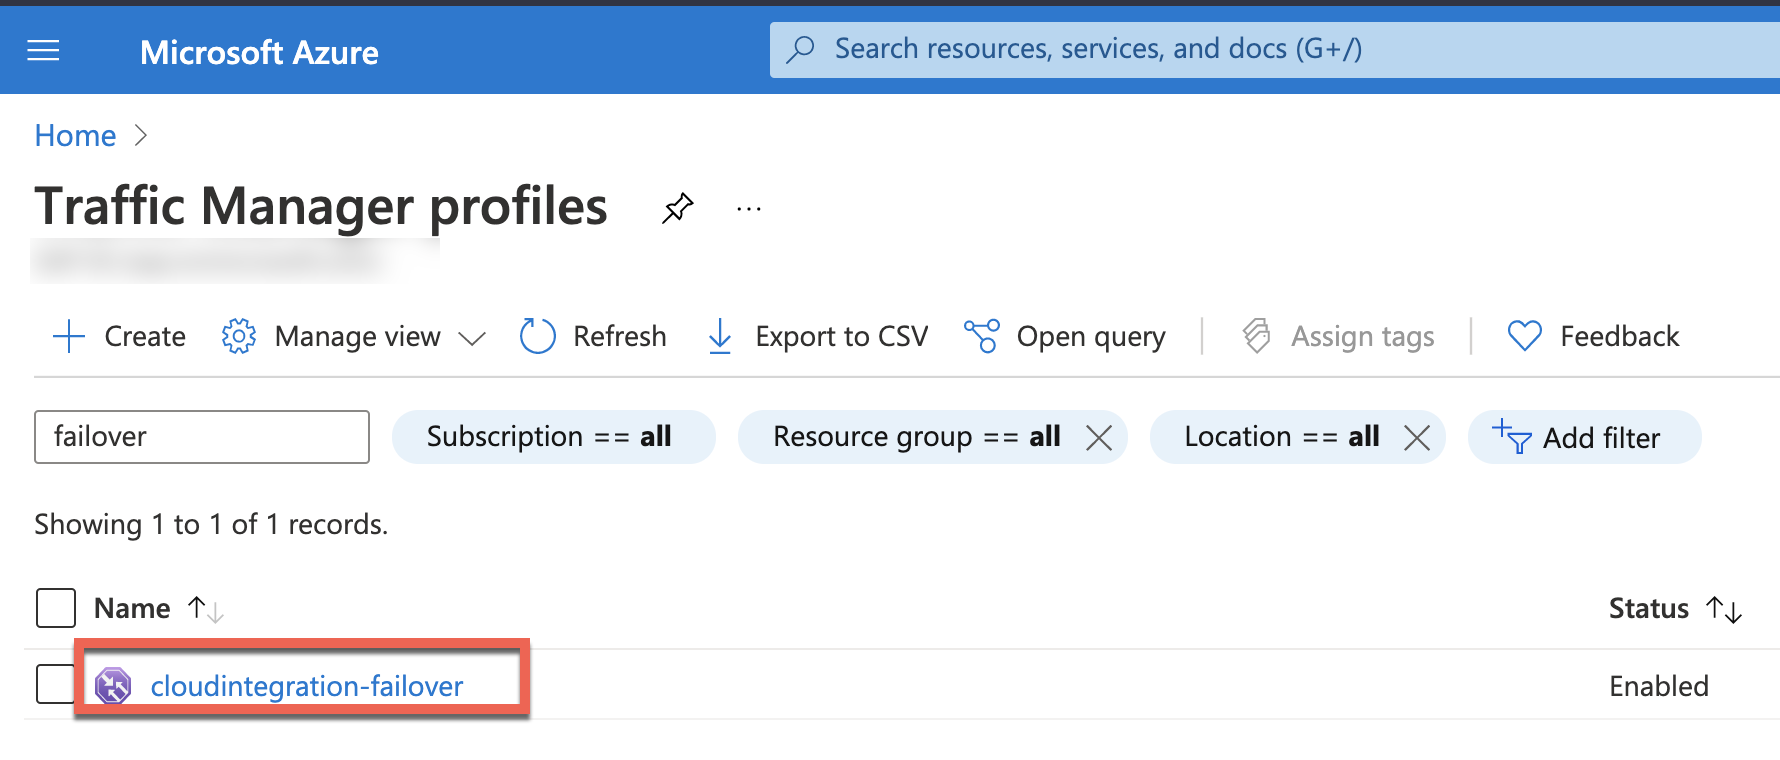 Microsoft Azure
Search resources, services, and docs (G+/)
Home
Traffic Manager profiles
Create Manage view Refresh Export to CSV Open query Assign tags Feedback
failover Subscription == all Resource group == all Location == all Add filter
Showing 1 to 1 of 1 records.
Name Status
cloudintegration-failover Enabled